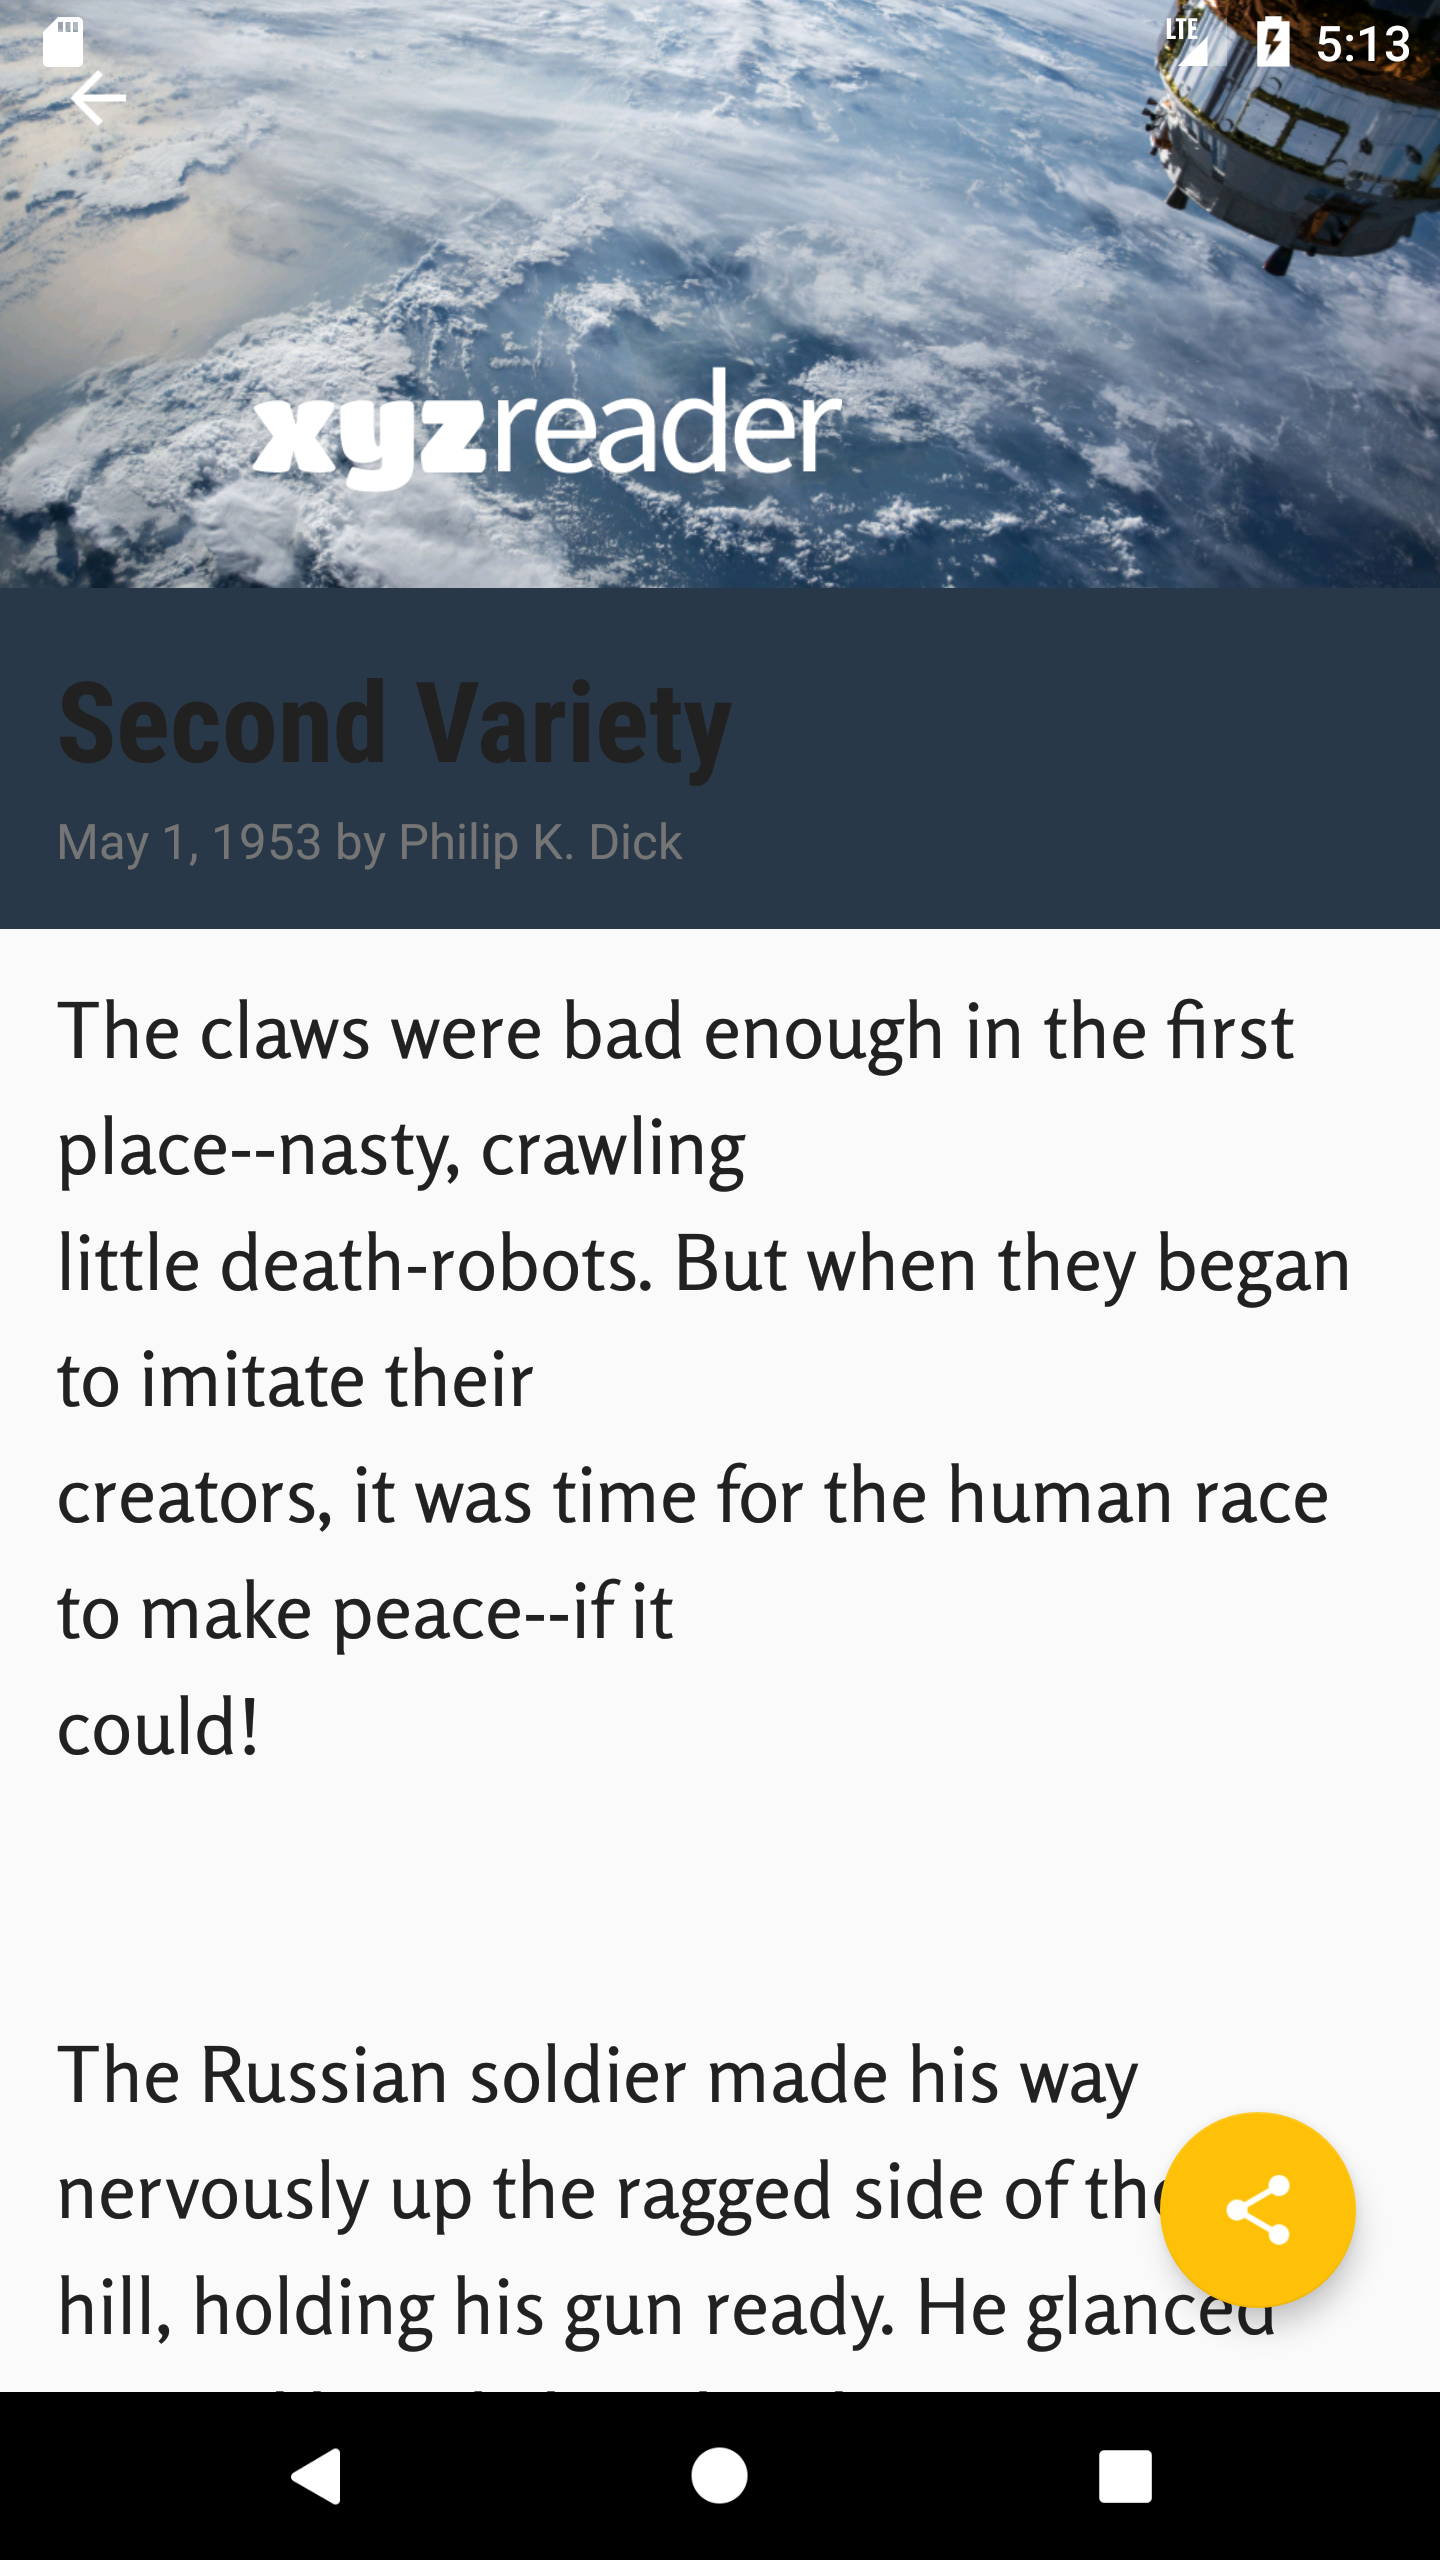 LTE 5:13
xyzreader
Second Variety
May 1, 1953 by Philip K. Dick
The claws were bad enough in the first
place--nasty, crawling
little death-robots. But when they began
to imitate their
creators, it was time for the human race
to make peace--if it
could!
The Russian soldier made his way
nervously up the ragged side of the
hill, holding his gun ready. He glanced